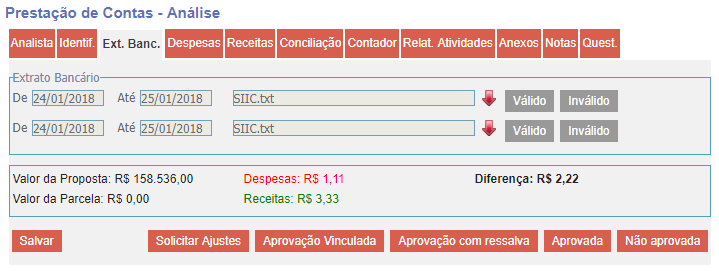 Prestação de Contas - Análise
Analista Identif. Ext. Banc. Despesas Receitas Conciliação Contador Relat. Atividades Anexos Notas Quest.
Extrato Bancário
De 24/01/2018 Até 25/01/2018 SIIC.txt Válido Inválido
De 24/01/2018 Até 25/01/2018 SIIC.txt Válido Inválido
Valor da Proposta: R$ 158.536,00 Despesas: R$ 1,11 Diferença: R$ 2,22
Valor da Parcela: R$ 0,00 Receitas: R$ 3,33
Salvar Solicitar Ajustes Aprovação Vinculada Aprovação com ressalva Aprovada Não aprovada